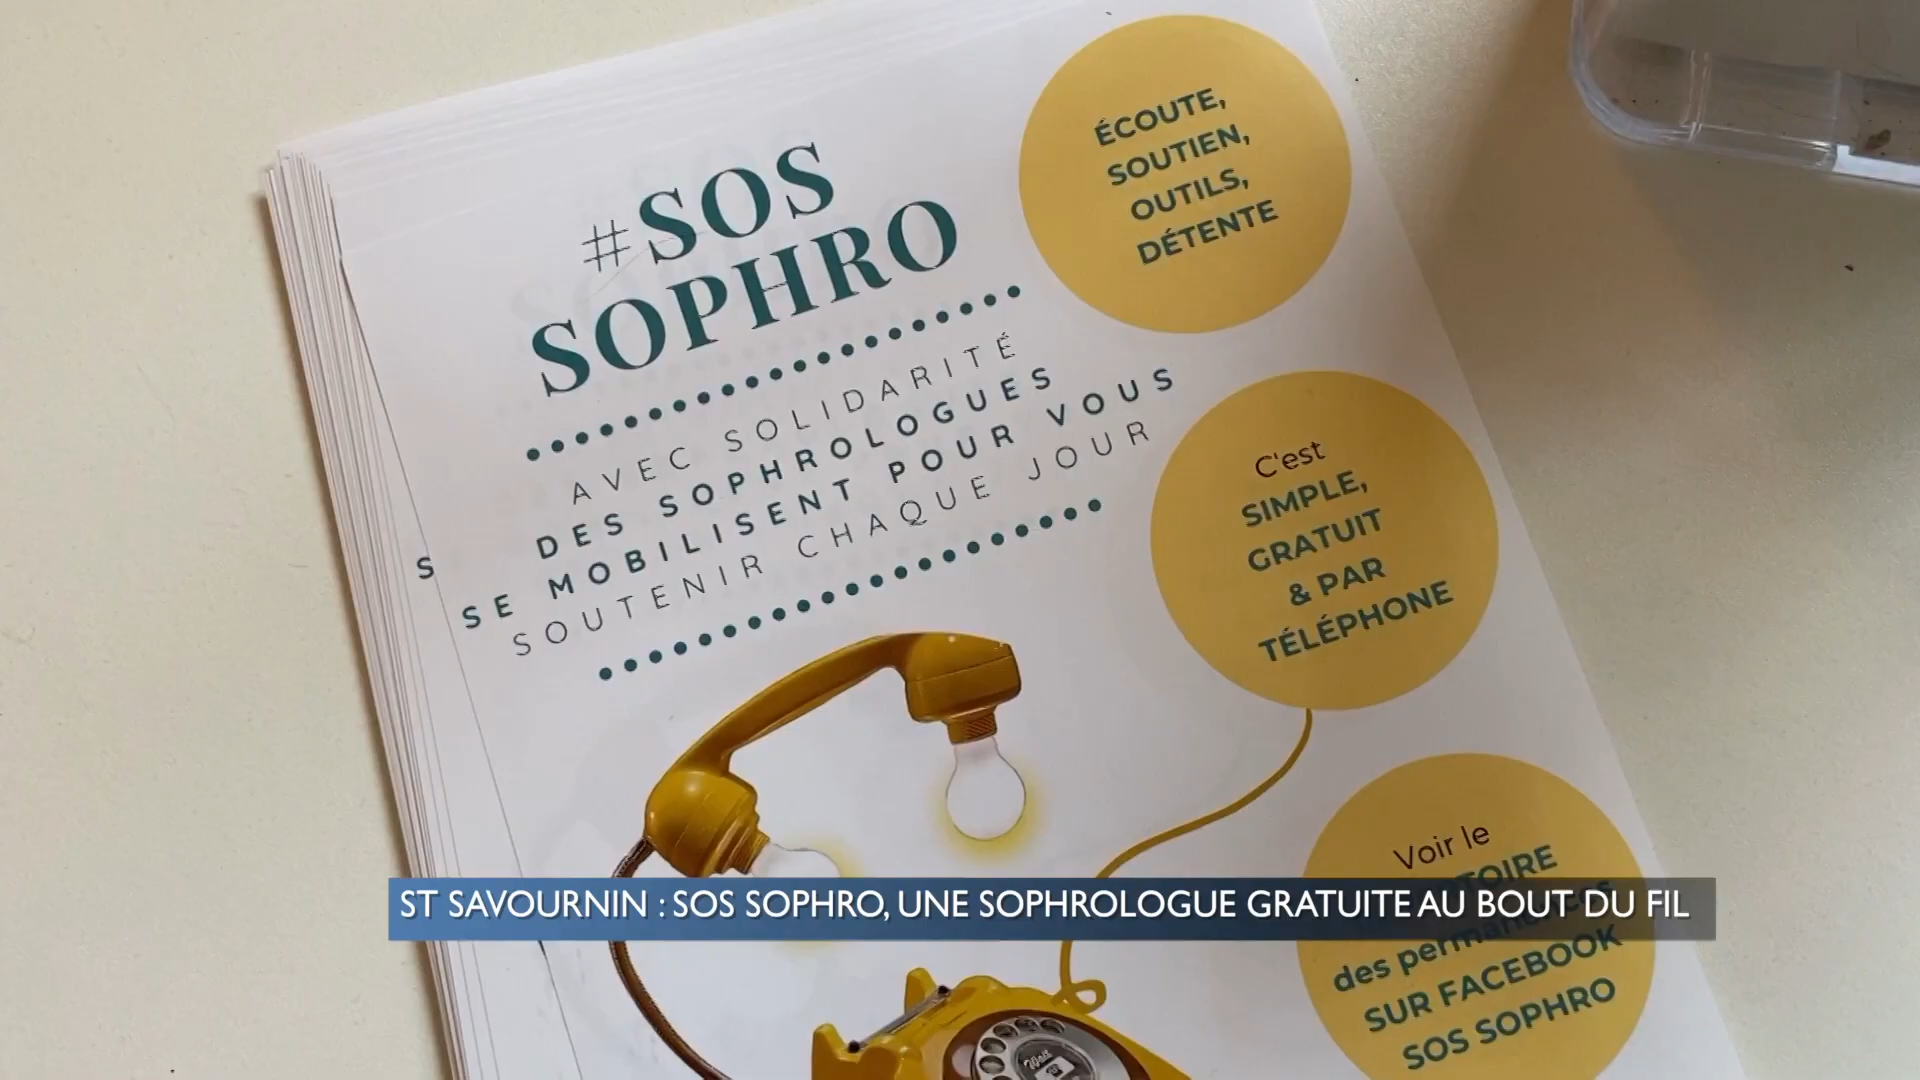 #SOS
SOPHRO
AVEC SOLIDARITÉ
DES SOPHROLOGUES
SE MOBILISENT POUR VOUS
SOUTENIR CHAQUE JOUR
S
ÉCOUTE,
SOUTIEN,
OUTILS,
DÉTENTE
C'est
SIMPLE,
GRATUIT
& PAR
TÉLÉPHONE
Voir le
des permanences
SUR FACEBOOK
SOS SOPHRO
ST SAVOURNIN : SOS SOPHRO, UNE SOPHROLOGUE GRATUITE AU BOUT DU FIL